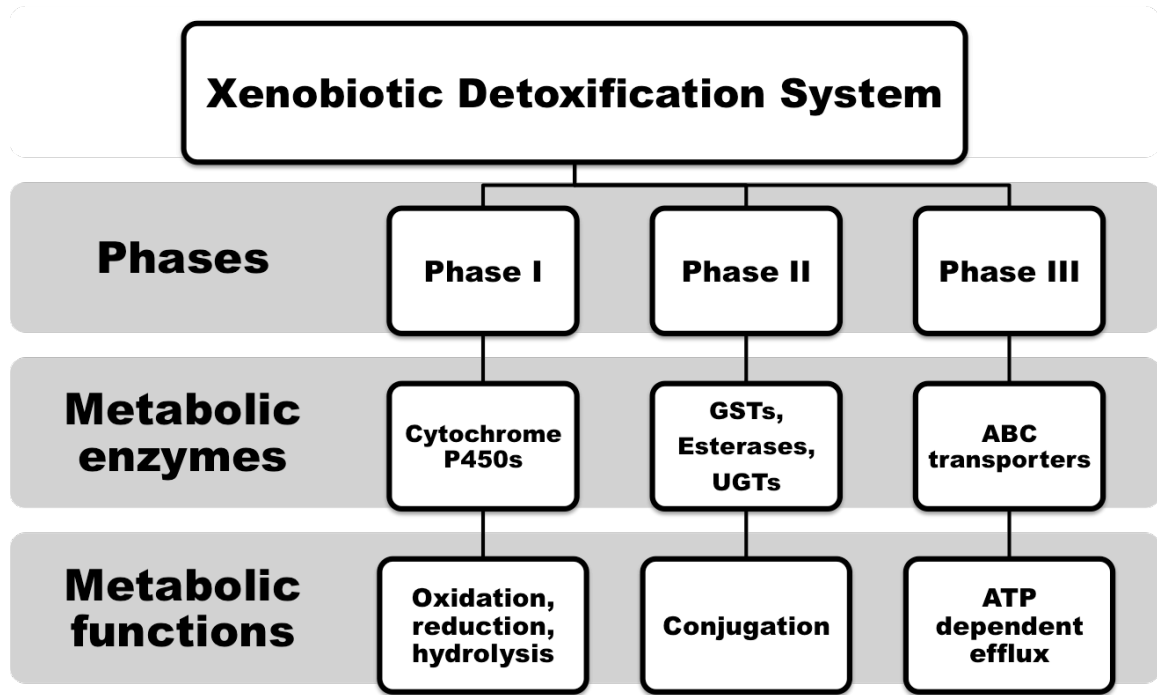 Xenobiotic Detoxification System
Phases
Phase I
Phase II
Phase III
Metabolic
enzymes
Cytochrome
P450s
GSTs,
Esterases,
UGTs
ABC
transporters
Metabolic
functions
Oxidation,
reduction,
hydrolysis
Conjugation
ATP
dependent
efflux